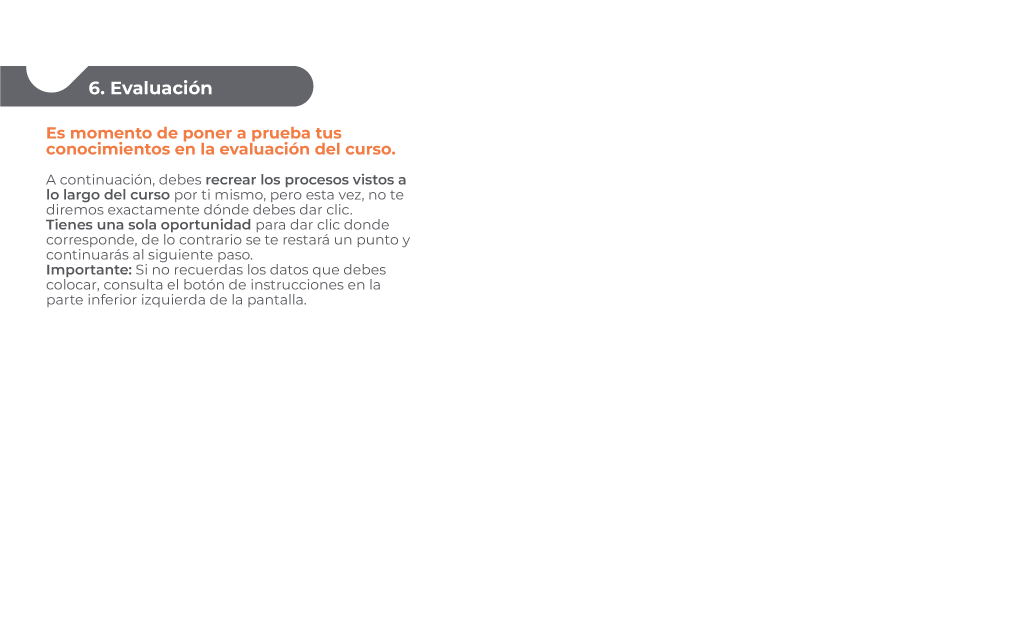 6. Evaluación
Es momento de poner a prueba tus
conocimientos en la evaluación del curso.
A continuación, debes recrear los procesos vistos a
lo largo del curso por ti mismo, pero esta vez, no te
diremos exactamente dónde debes dar clic.
Tienes una sola oportunidad para dar clic donde
corresponde, de lo contrario se te restará un punto y
continuarás al siguiente paso.
Importante: Si no recuerdas los datos que debes
colocar, consulta el botón de instrucciones en la
parte inferior izquierda de la pantalla.